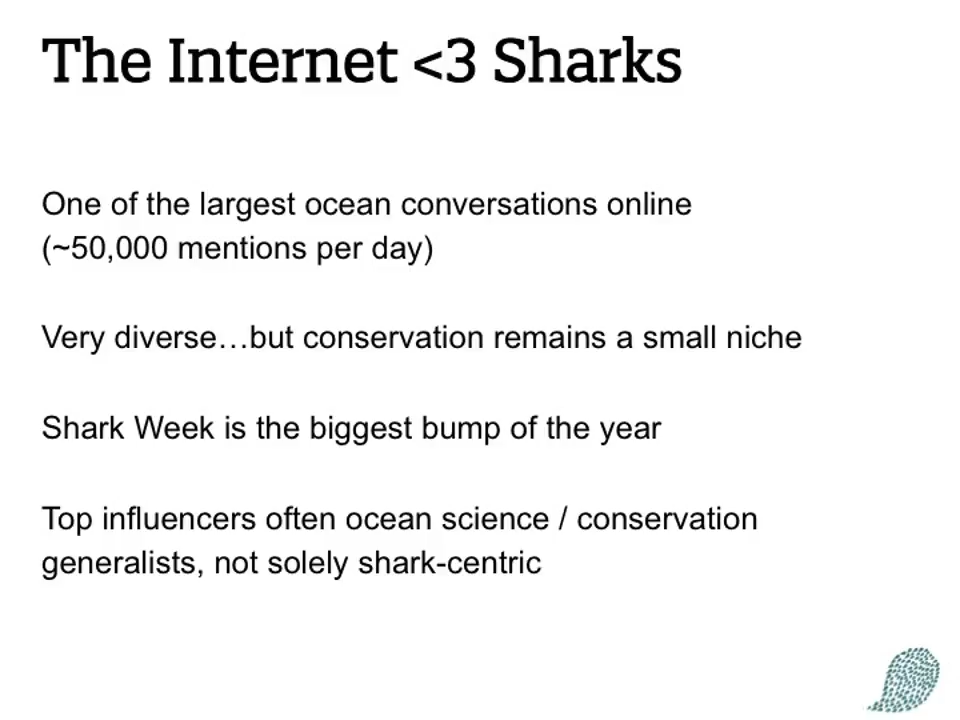 The Internet <3 Sharks
One of the largest ocean conversations online
(~50,000 mentions per day)
Very diverse…but conservation remains a small niche
Shark Week is the biggest bump of the year
Top influencers often ocean science / conservation
generalists, not solely shark-centric